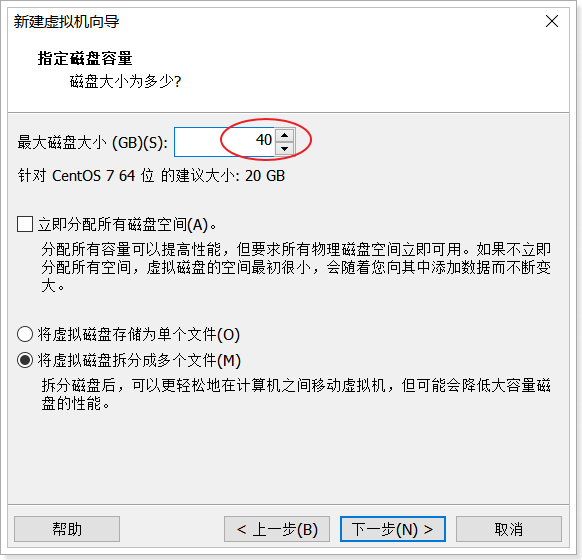 新建虚拟机向导
指定磁盘容量
磁盘大小为多少?
最大磁盘大小 (GB)(S): 40
针对 CentOS 7 64 位 的建议大小: 20 GB
立即分配所有磁盘空间(A)。
分配所有容量可以提高性能，但要求所有物理磁盘空间立即可用。如果不立即
分配所有空间，虚拟磁盘的空间最初很小，会随着您向其中添加数据而不断变
大。
将虚拟磁盘存储为单个文件(O)
将虚拟磁盘拆分成多个文件(M)
拆分磁盘后，可以更轻松地在计算机之间移动虚拟机，但可能会降低大容量磁
盘的性能。
帮助 < 上一步(B) 下一步(N) > 取消